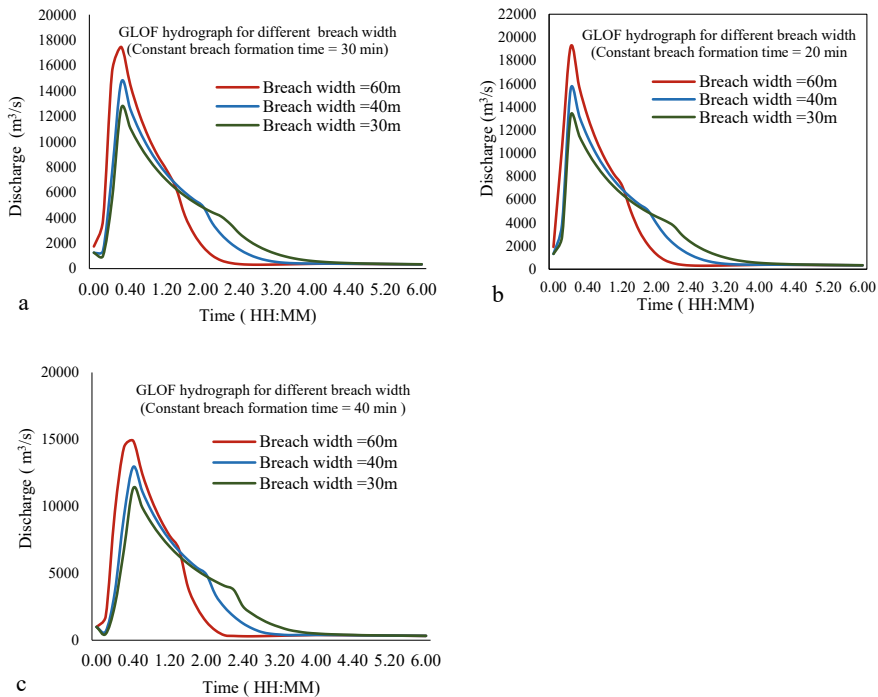 GLOF hydrograph for different breach width
(Constant breach formation time = 30 min)
20000
18000
16000
14000
12000
10000
8000
6000
4000
2000
0
Discharge (m³/s)
Breach width =60m
Breach width =40m
Breach width =30m
0.00 0.40 1.20 2.00 2.40 3.20 4.00 4.40 5.20 6.00
Time ( HH:MM)
a
GLOF hydrograph for different breach width
(Constant breach formation time = 20 min
22000
20000
18000
16000
14000
12000
10000
8000
6000
4000
2000
0
Discharge (m³/s)
Breach width =60m
Breach width =40m
Breach width =30m
0.00 0.40 1.20 2.00 2.40 3.20 4.00 4.40 5.20 6.00
Time ( HH:MM)
b
GLOF hydrograph for different breach width
(Constant breach formation time = 40 min )
20000
15000
10000
5000
0
Discharge ( m³/s)
Breach width =60m
Breach width =40m
Breach width =30m
0.00 0.40 1.20 2.00 2.40 3.20 4.00 4.40 5.20 6.00
Time ( HH:MM)
c